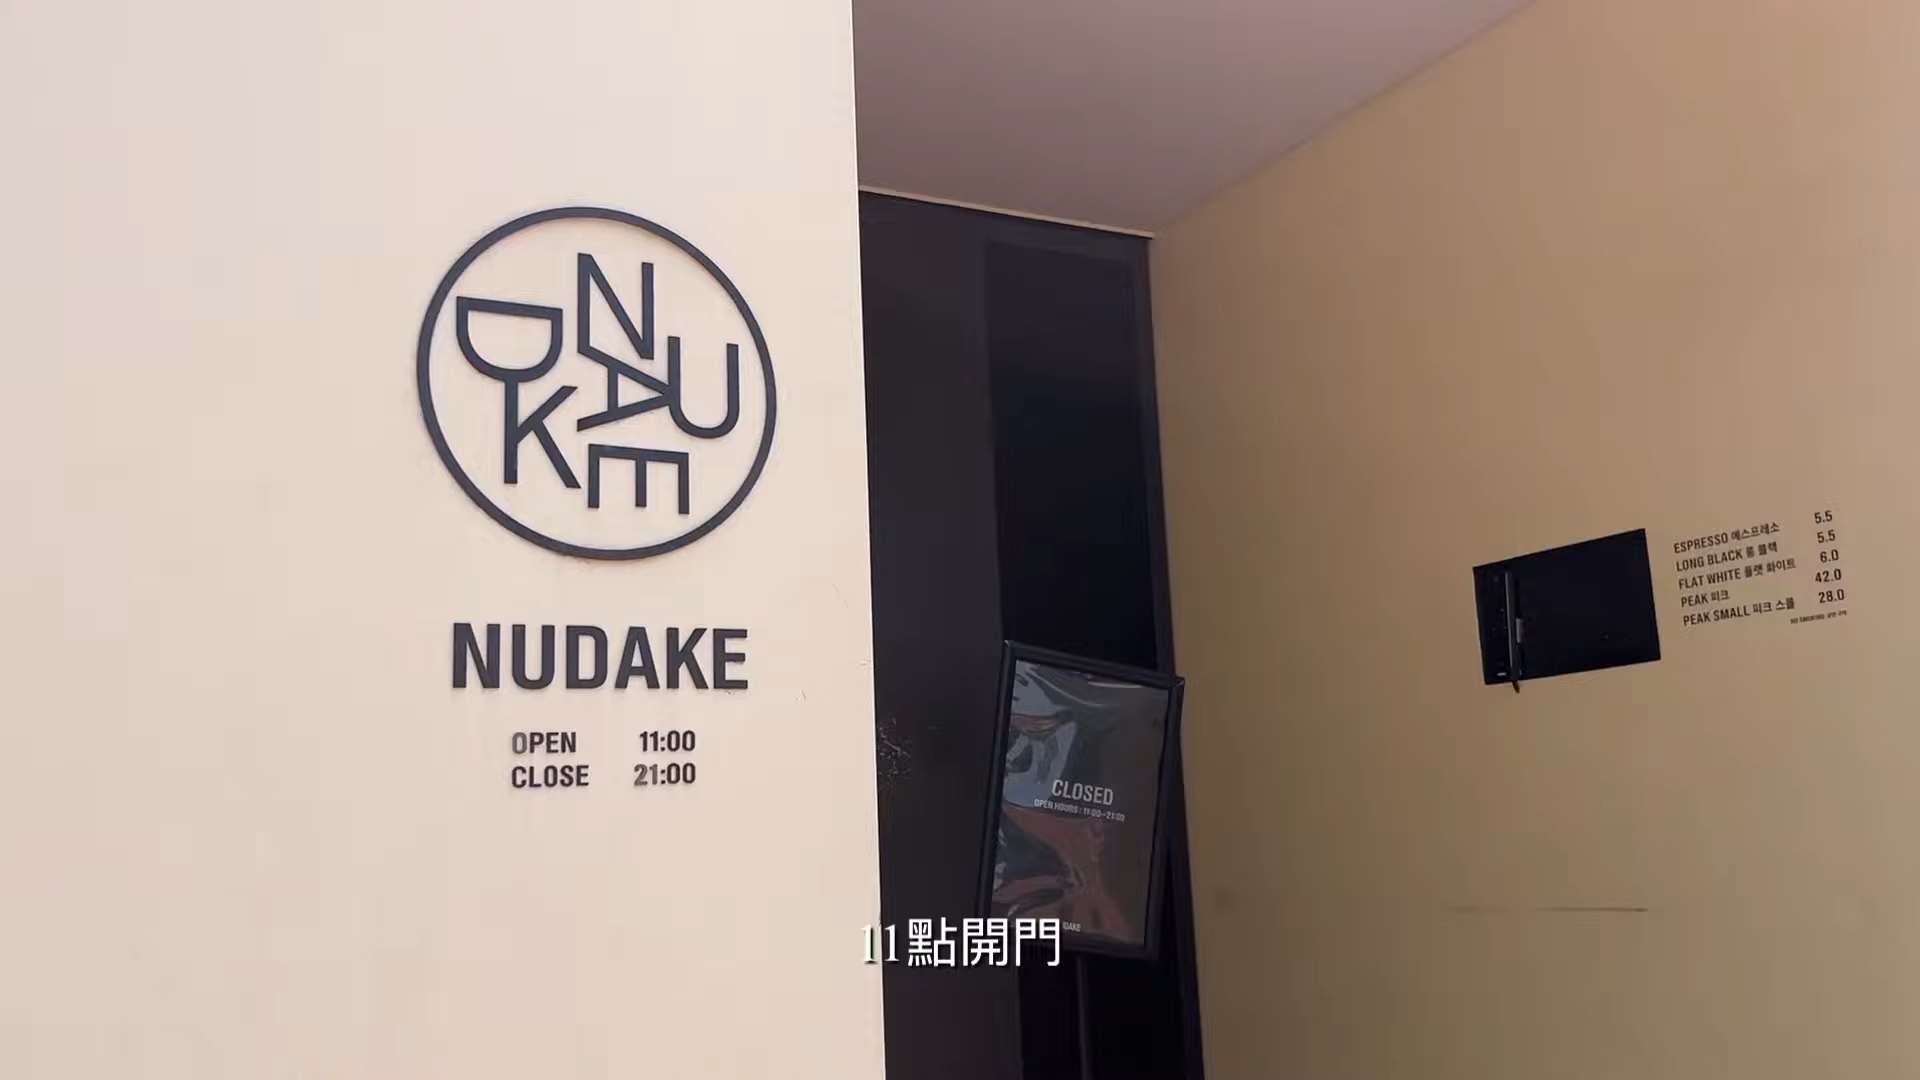 NUDAKE
NUDAKE
OPEN 11:00
CLOSE 21:00
CLOSED
OPEN HOURS : 11:00~21:00
ESPRESSO 에스프레소 5.5
LONG BLACK 롱 블랙 5.5
FLAT WHITE 플랫 화이트 6.0
PEAK 피크 42.0
PEAK SMALL 피크 스몰 28.0
NO SMOKING
11點開門